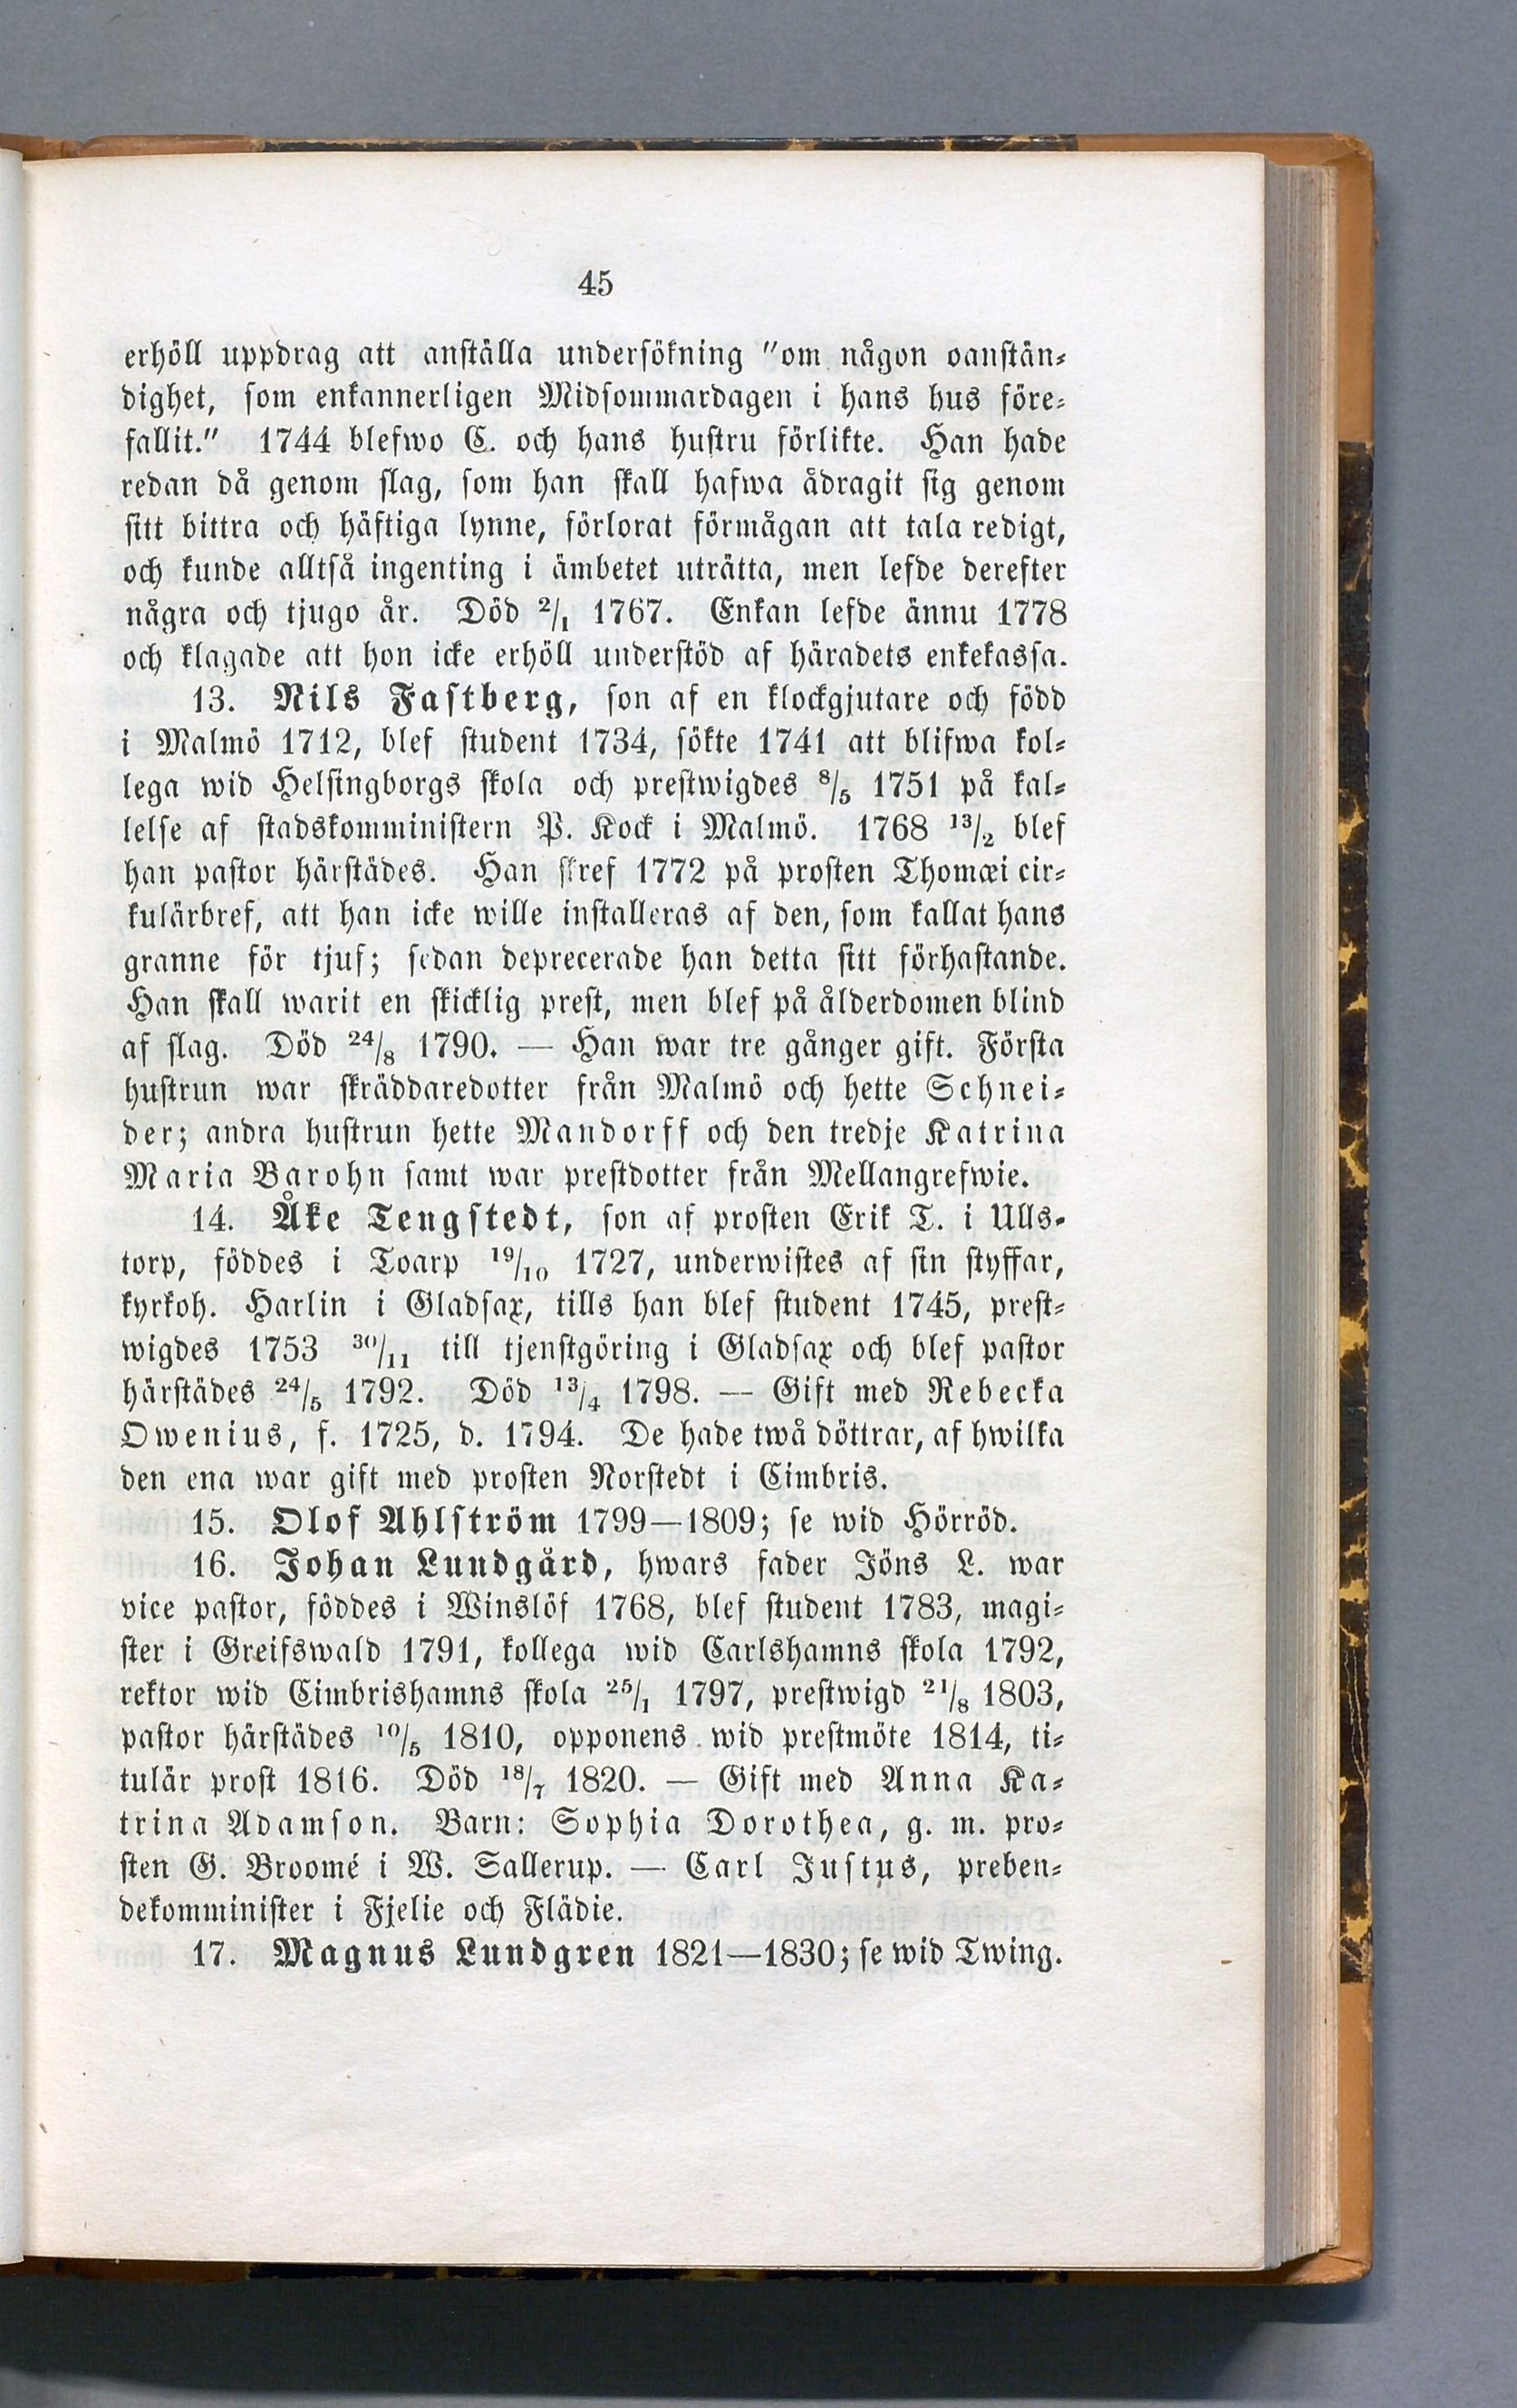 45
erhöll uppdrag att anställa undersökning "om någon oanstän-
dighet, som enkannerligen Midsommardagen i hans hus före-
fallit." 1744 blefwo C. och hans hustru förlikte. Han hade
redan då genom slag, som han skall hafwa ådragit sig genom
sitt bittra och häftiga lynne, förlorat förmågan att tala redigt,
och kunde alltså ingenting i ämbetet uträtta, men lefde derefter
några och tjugo år. Död 2/1 1767. Enkan lefde ännu 1778
och klagade att hon icke erhöll understöd af häradets enkekassa.
13. Nils Fastberg, son af en klockgjutare och född
i Malmö 1712, blef student 1734, sökte 1741 att blifwa kol-
lega wid Helsingborgs skola och prestwigdes 8/5 1751 på kal-
lelse af stadskomministern P. Kock i Malmö. 1768 13/2 blef
han pastor härstädes. Han skref 1772 på prosten Thomæi cir-
kulärbref, att han icke wille installeras af den, som kallat hans
granne för tjuf; sedan deprecerade han detta sitt förhastande.
Han skall warit en skicklig prest, men blef på ålderdomen blind
af slag. Död 24/8 1790. — Han war tre gånger gift. Första
hustrun war skräddaredotter från Malmö och hette Schnei-
der; andra hustrun hette Mandorff och den tredje Katrina
Maria Barohn samt war prestdotter från Mellangrefwie.
14. Åke Tengstedt, son af prosten Erik T. i Ulls-
torp, föddes i Toarp 19/10 1727, underwistes af sin styffar,
kyrkoh. Harlin i Gladsax, tills han blef student 1745, prest-
wigdes 1753 30/11 till tjenstgöring i Gladsax och blef pastor
härstädes 24/5 1792. Död 13/4 1798. — Gift med Rebecka
Owenius, f. 1725, d. 1794. De hade twå döttrar, af hwilka
den ena war gift med prosten Norstedt i Cimbris.
15. Olof Ahlström 1799—1809; se wid Hörröd.
16. Johan Lundgård, hwars fader Jöns L. war
vice pastor, föddes i Winslöf 1768, blef student 1783, magi-
ster i Greifswald 1791, kollega wid Carlshamns skola 1792,
rektor wid Cimbrishamns skola 25/1 1797, prestwigd 21/8 1803,
pastor härstädes 10/5 1810, opponens wid prestmöte 1814, ti-
tulär prost 1816. Död 18/7 1820. — Gift med Anna Ka-
trina Adamson. Barn: Sophia Dorothea, g. m. pro-
sten G. Broomé i W. Sallerup. — Carl Justus, preben-
dekomminister i Fjelie och Flädie.
17. Magnus Lundgren 1821—1830; se wid Twing.